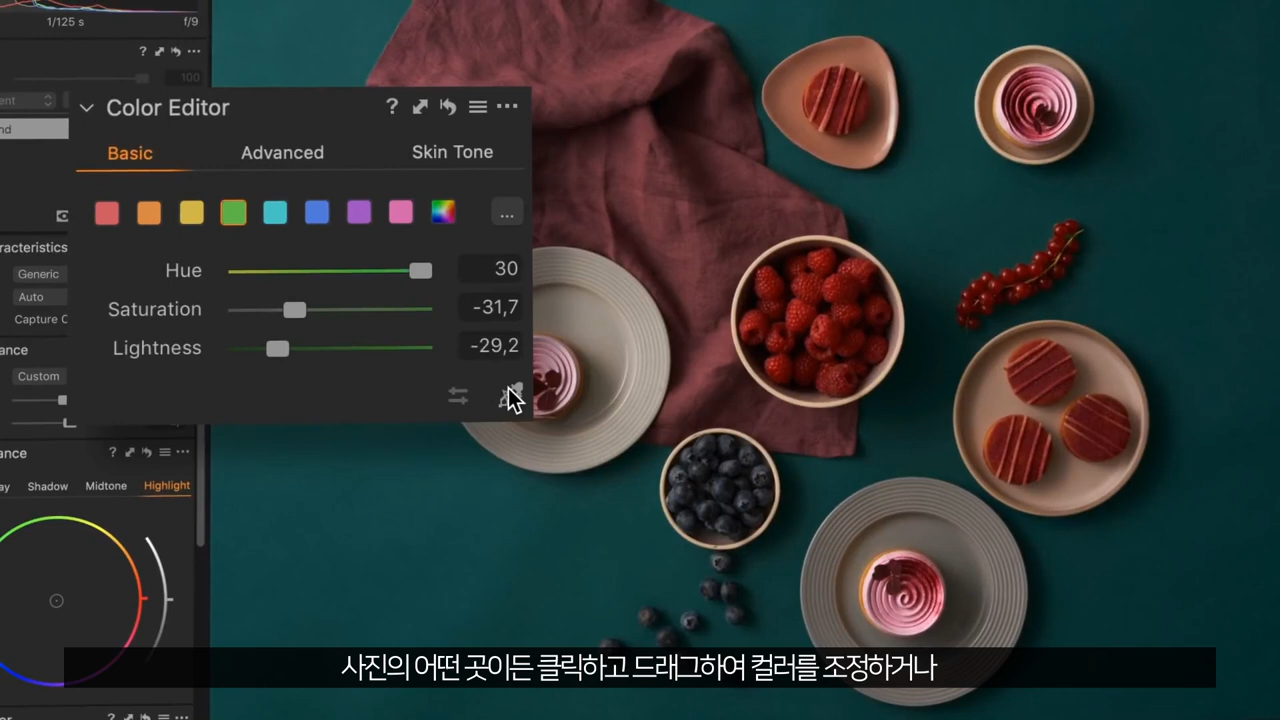 1/125 s f/9
?
100
ent
nd
Color Editor ?
Basic Advanced Skin Tone
...
Hue 30
Saturation -31,7
Lightness -29,2
racteristics
Generic
Auto
Capture C
ance
Custom
ance ?
ay Shadow Midtone Highlight
사진의 어떤 곳이든 클릭하고 드래그하여 컬러를 조정하거나
?